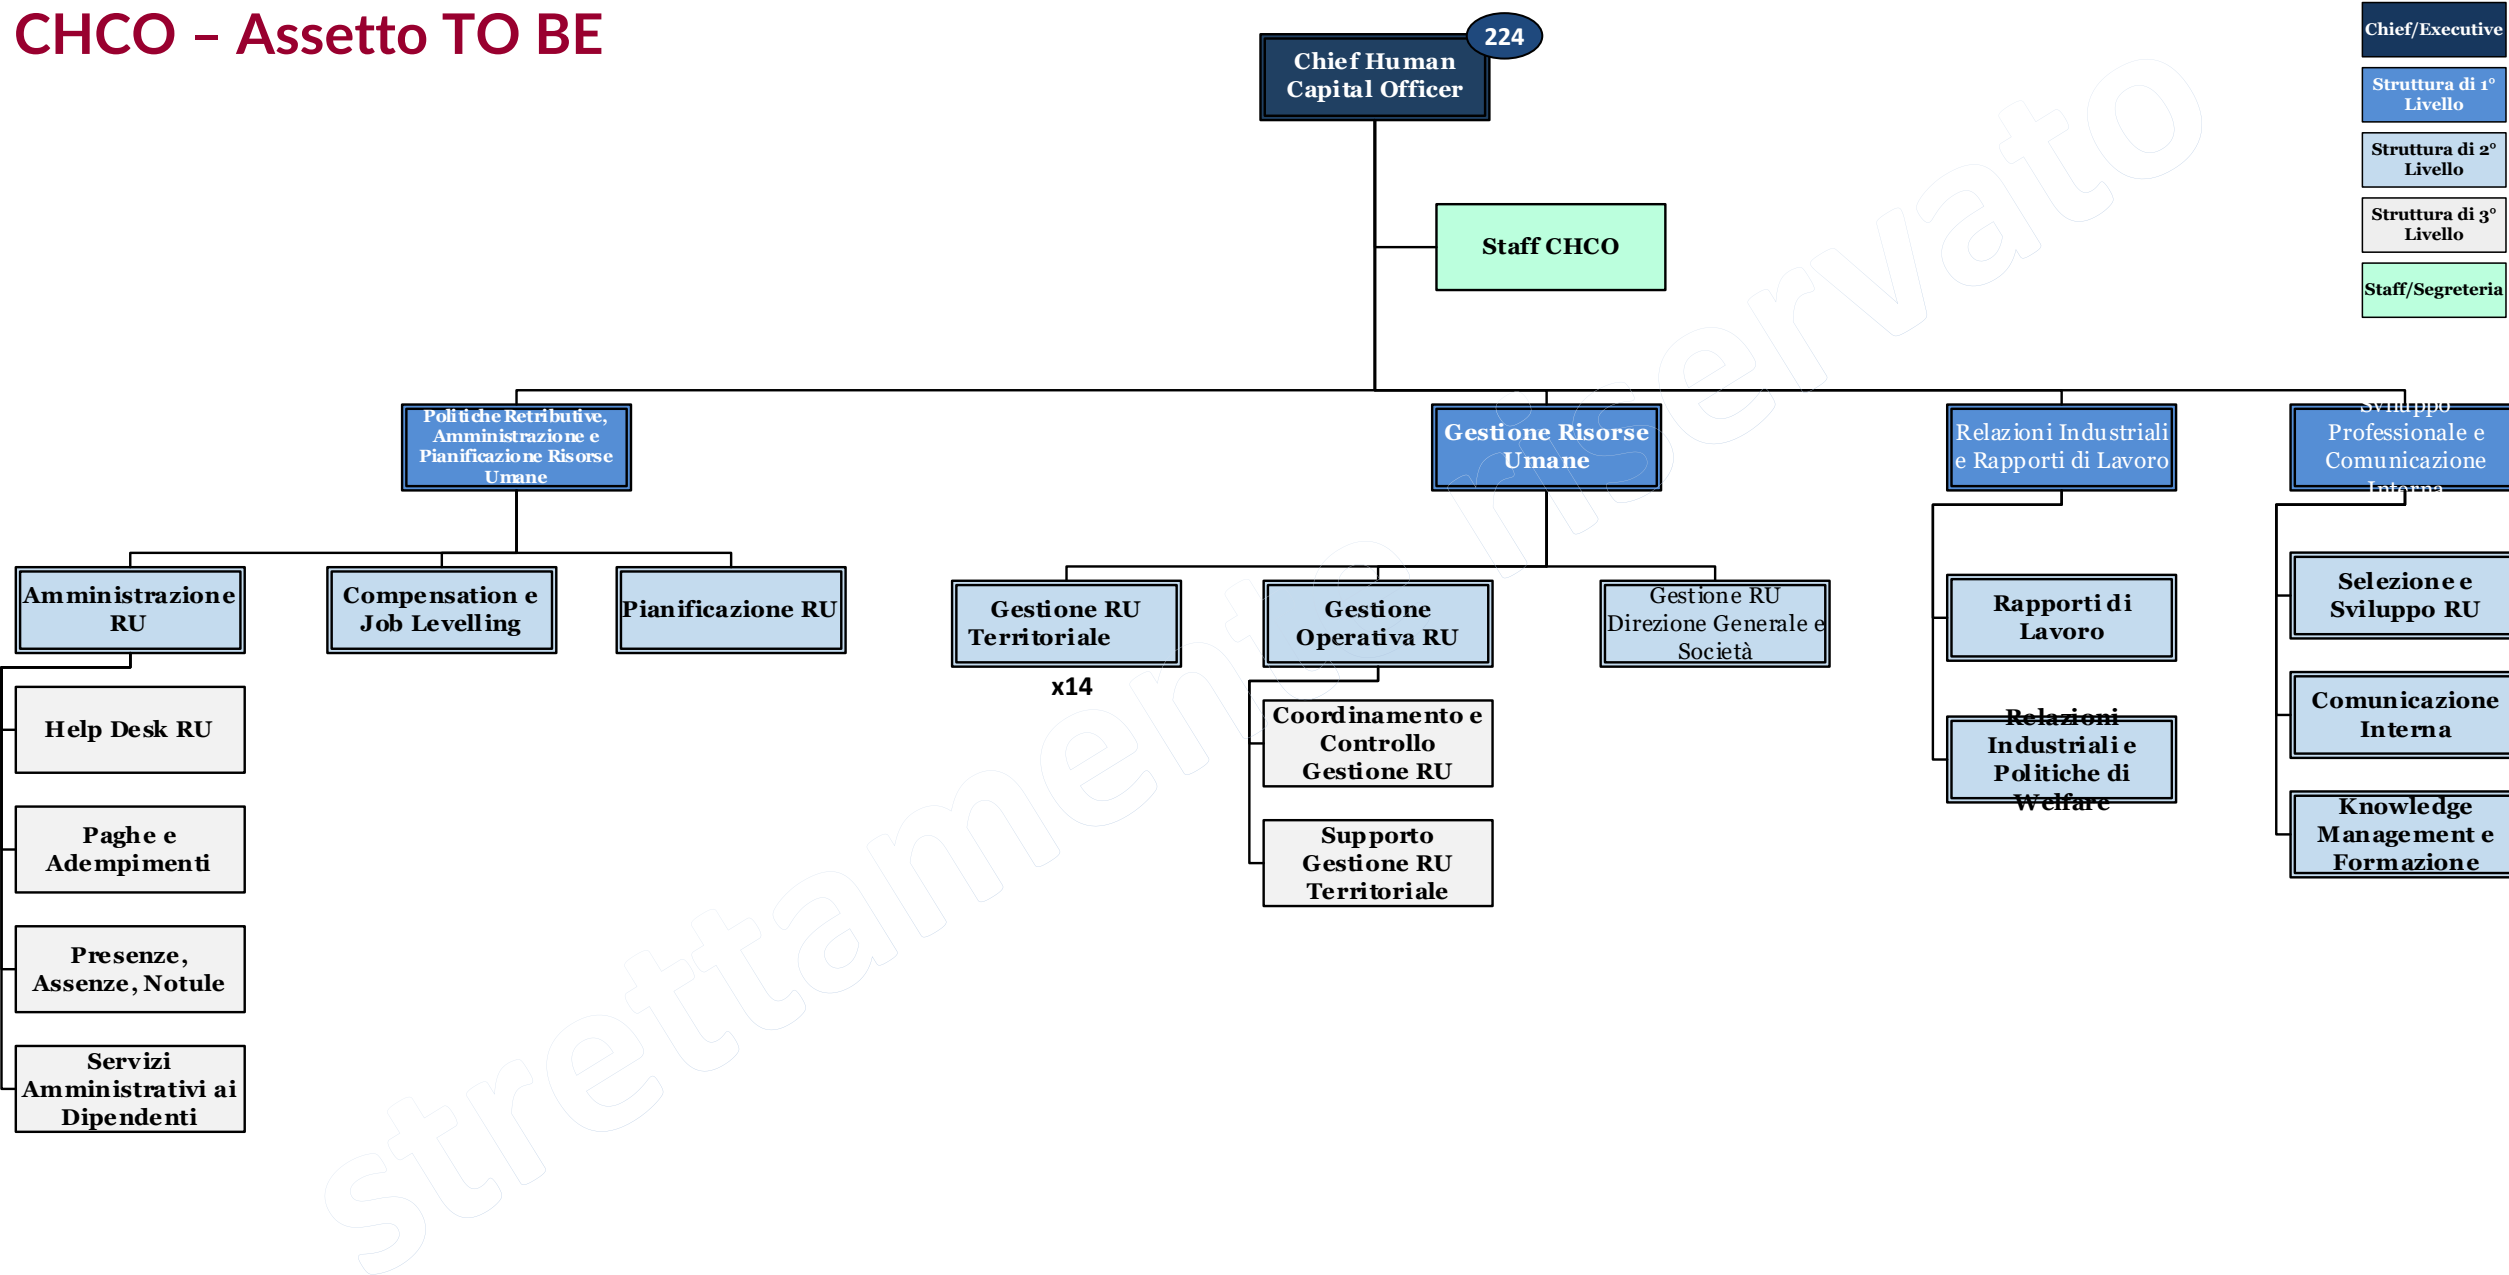 CHCO – Assetto TO BE
224
Chief Human
Capital Officer
Chief/Executive
Struttura di 1°
Livello
Struttura di 2°
Livello
Struttura di 3°
Livello
Staff/Segreteria
Staff CHCO
Politiche Retributive,
Amministrazione e
Pianificazione Risorse
Umane
Gestione Risorse
Umane
Relazioni Industriali
e Rapporti di Lavoro
Sviluppo
Professionale e
Comunicazione
Interna
Amministrazione
RU
Compensation e
Job Levelling
Pianificazione RU
Gestione RU
Territoriale
x14
Gestione
Operativa RU
Gestione RU
Direzione Generale e
Società
Rapporti di
Lavoro
Relazioni
Industriali e
Politiche di
Welfare
Selezione e
Sviluppo RU
Comunicazione
Interna
Knowledge
Management e
Formazione
Help Desk RU
Paghe e
Adempimenti
Presenze,
Assenze, Notule
Servizi
Amministrativi ai
Dipendenti
Coordinamento e
Controllo
Gestione RU
Supporto
Gestione RU
Territoriale
strettamente riservato